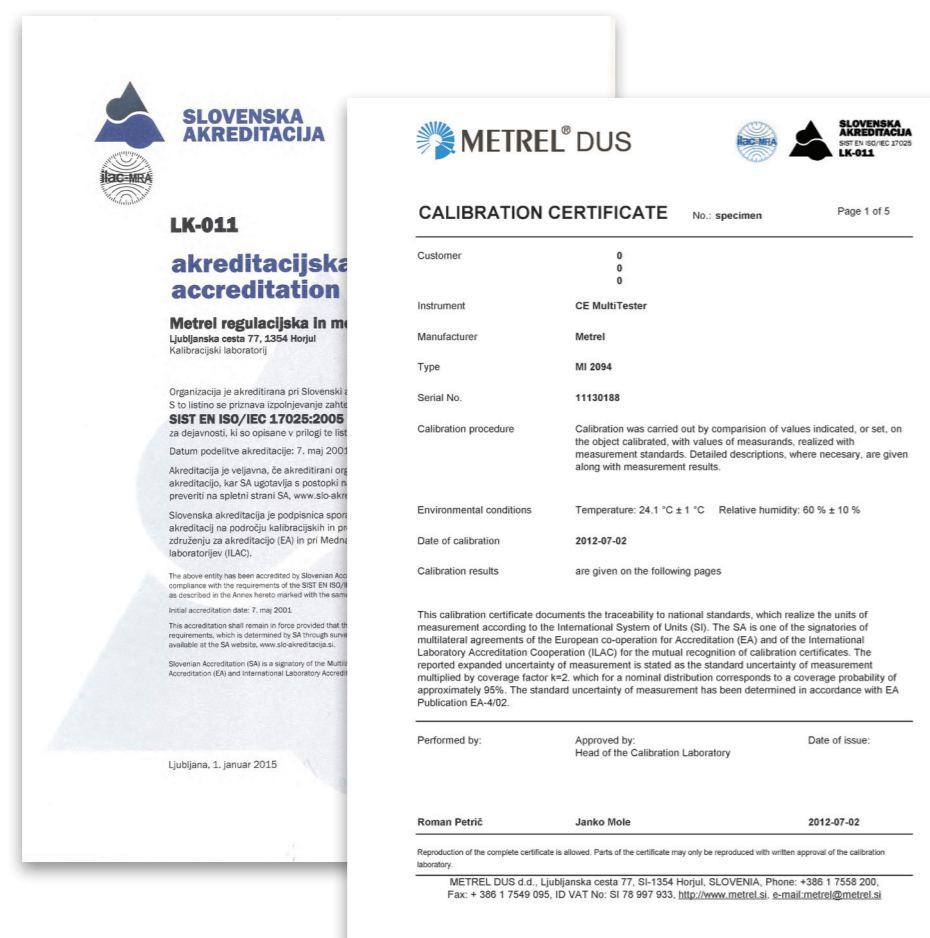 SLOVENSKA
AKREDITACIJA
ilac-MRA
LK-011
akreditacijska
accreditation
Metrel regulacijska in
Ljubljanska cesta 77, 1354 Horjul
Kalibracijski laboratorij
Organizacija je akreditirana pri Slovenski
S to listino se priznava izpolnjevanje
SIST EN ISO/IEC 17025:2005
za dejavnosti, ki so opisane v prilogi te
Datum podelitve akreditacije: 7. maj 2001
Akreditacija je veljavna, če akreditirani
akreditacijo, kar SA ugotavlja s postopki
preveriti na spletni strani SA,
Slovenska akreditacija je podpisnica
akreditacij na področju kalibracijskih in
združenju za akreditacijo (EA) in pri
laboratorijev (ILAC).
The above entity has been accredited by Slovenian
compliance with the requirements of the SIST EN
as described in the Annex hereto marked with the
Initial accreditation date: 7. maj 2001
This accreditation shall remain in force provided that
requirements, which is determined by SA through
available at the SA website, www.slo-akreditacija.si.
Slovenian Accreditation (SA) is a signatory of the
Accreditation (EA) and International Laboratory
Ljubljana, 1. januar 2015
METREL® DUS
ilac-MRA
SLOVENSKA
AKREDITACIJA
SIST EN ISO/IEC 17025
LK-011
CALIBRATION CERTIFICATE No.: specimen Page 1 of 5
Customer 0
0
0
Instrument CE MultiTester
Manufacturer Metrel
Type MI 2094
Serial No. 11130188
Calibration procedure Calibration was carried out by comparision of values indicated, or set, on
the object calibrated, with values of measurands, realized with
measurement standards. Detailed descriptions, where necesary, are given
along with measurement results.
Environmental conditions Temperature: 24.1 °C ± 1 °C Relative humidity: 60 % ± 10 %
Date of calibration 2012-07-02
Calibration results are given on the following pages
This calibration certificate documents the traceability to national standards, which realize the units of
measurement according to the International System of Units (SI). The SA is one of the signatories of
multilateral agreements of the European co-operation for Accreditation (EA) and of the International
Laboratory Accreditation Cooperation (ILAC) for the mutual recognition of calibration certificates. The
reported expanded uncertainty of measurement is stated as the standard uncertainty of measurement
multiplied by coverage factor k=2. which for a nominal distribution corresponds to a coverage probability of
approximately 95%. The standard uncertainty of measurement has been determined in accordance with EA
Publication EA-4/02.
Performed by: Approved by: Date of issue:
Head of the Calibration Laboratory
Roman Petrič Janko Mole 2012-07-02
Reproduction of the complete certificate is allowed. Parts of the certificate may only be reproduced with written approval of the calibration
laboratory.
METREL DUS d.d., Ljubljanska cesta 77, SI-1354 Horjul, SLOVENIA, Phone: +386 1 7558 200,
Fax: + 386 1 7549 095, ID VAT No: SI 78 997 933, http://www.metrel.si, e-mail:metrel@metrel.si